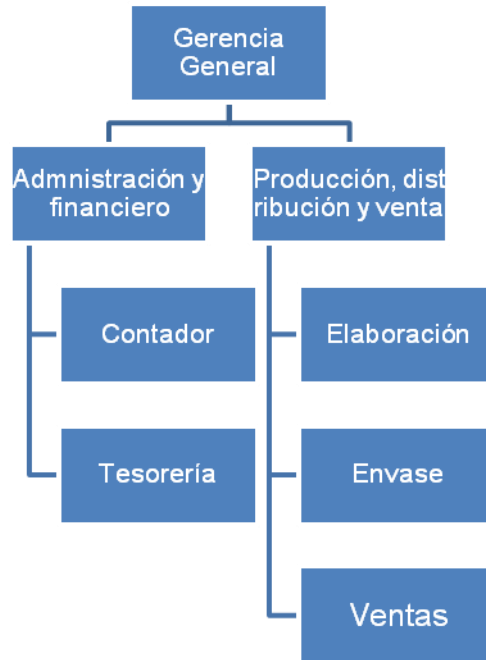 Gerencia
General
Admnistración y
financiero
Producción, dist
ribución y venta
Contador
Elaboración
Tesorería
Envase
Ventas